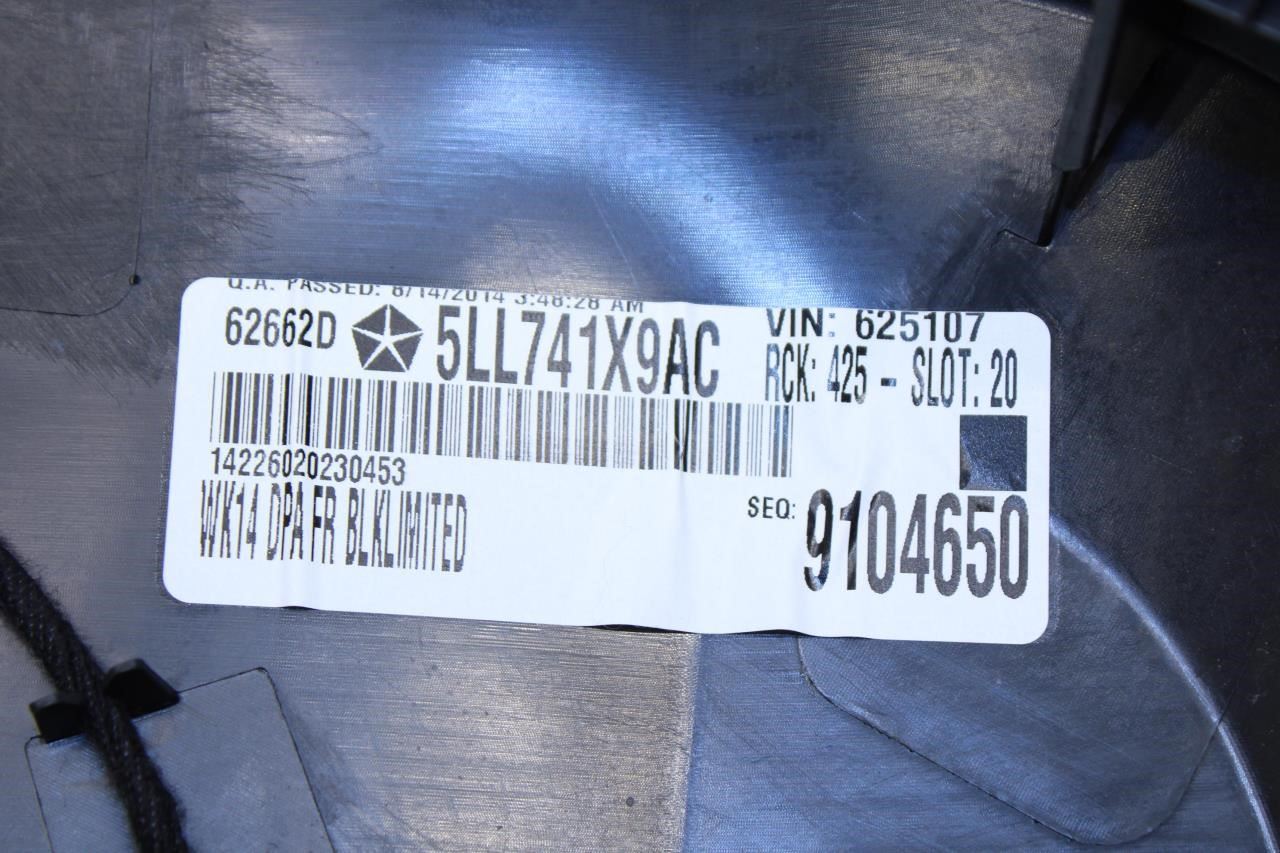 Q.A. PASSED: 8/14/2014 3:48:28 AM
62662D 5LL741X9AC VIN: 625107
RCK: 425 - SLOT: 20
14226020230453
WK14 DPA FR BLKLIMITED
SEQ: 9104650